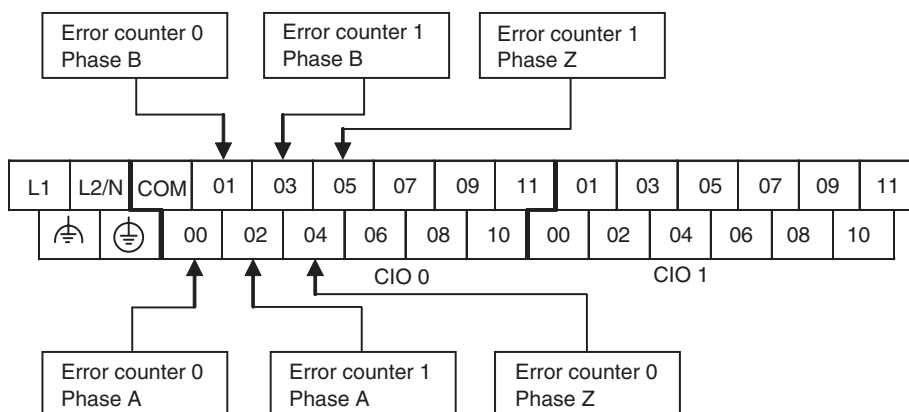 Error counter 0
Phase B
Error counter 1
Phase B
Error counter 1
Phase Z
L1 L2/N COM 01 03 05 07 09 11 01 03 05 07 09 11
00 02 04 06 08 10 00 02 04 06 08 10
CIO 0 CIO 1
Error counter 0
Phase A
Error counter 1
Phase A
Error counter 0
Phase Z